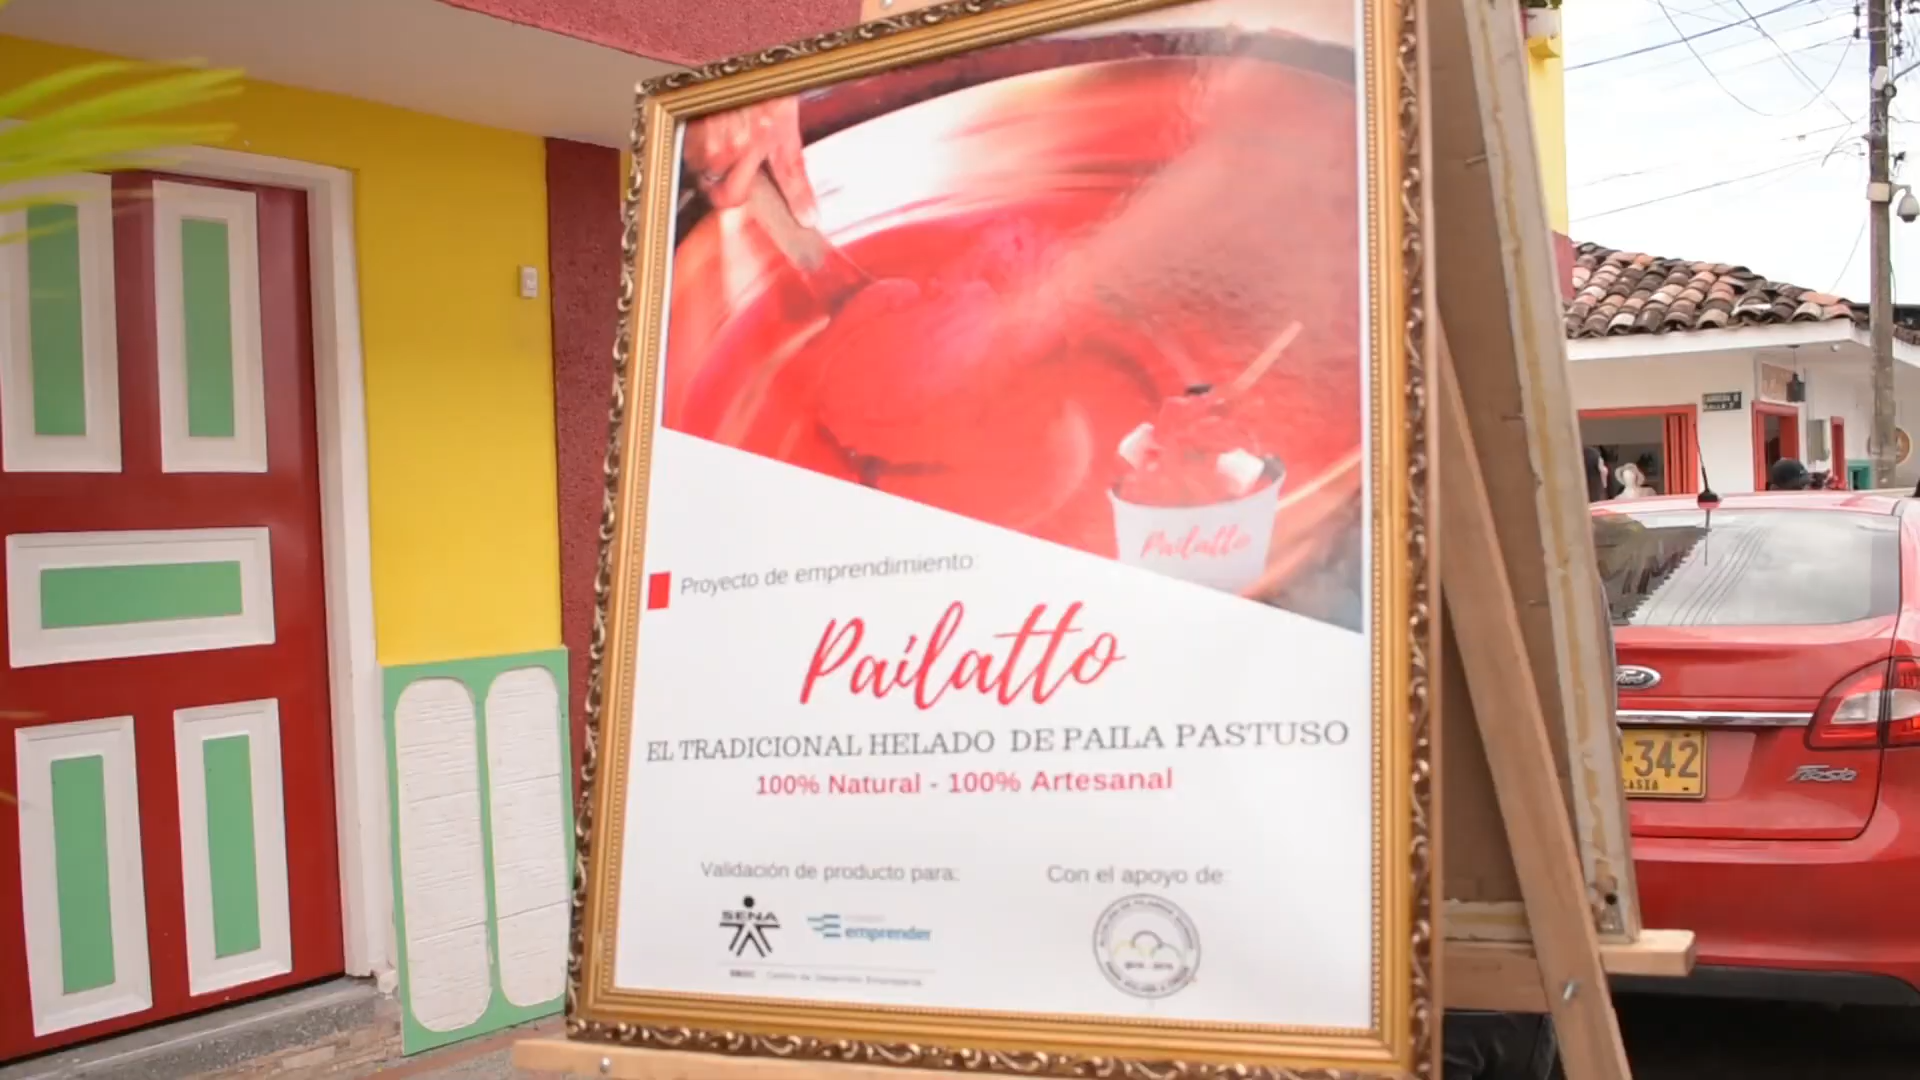 Pailatto
Proyecto de emprendimiento:
Pailatto
EL TRADICIONAL HELADO DE PAILA PASTUSO
100% Natural - 100% Artesanal
Validación de producto para:
Con el apoyo de:
SENA
emprender
Ford
342
Fiesta